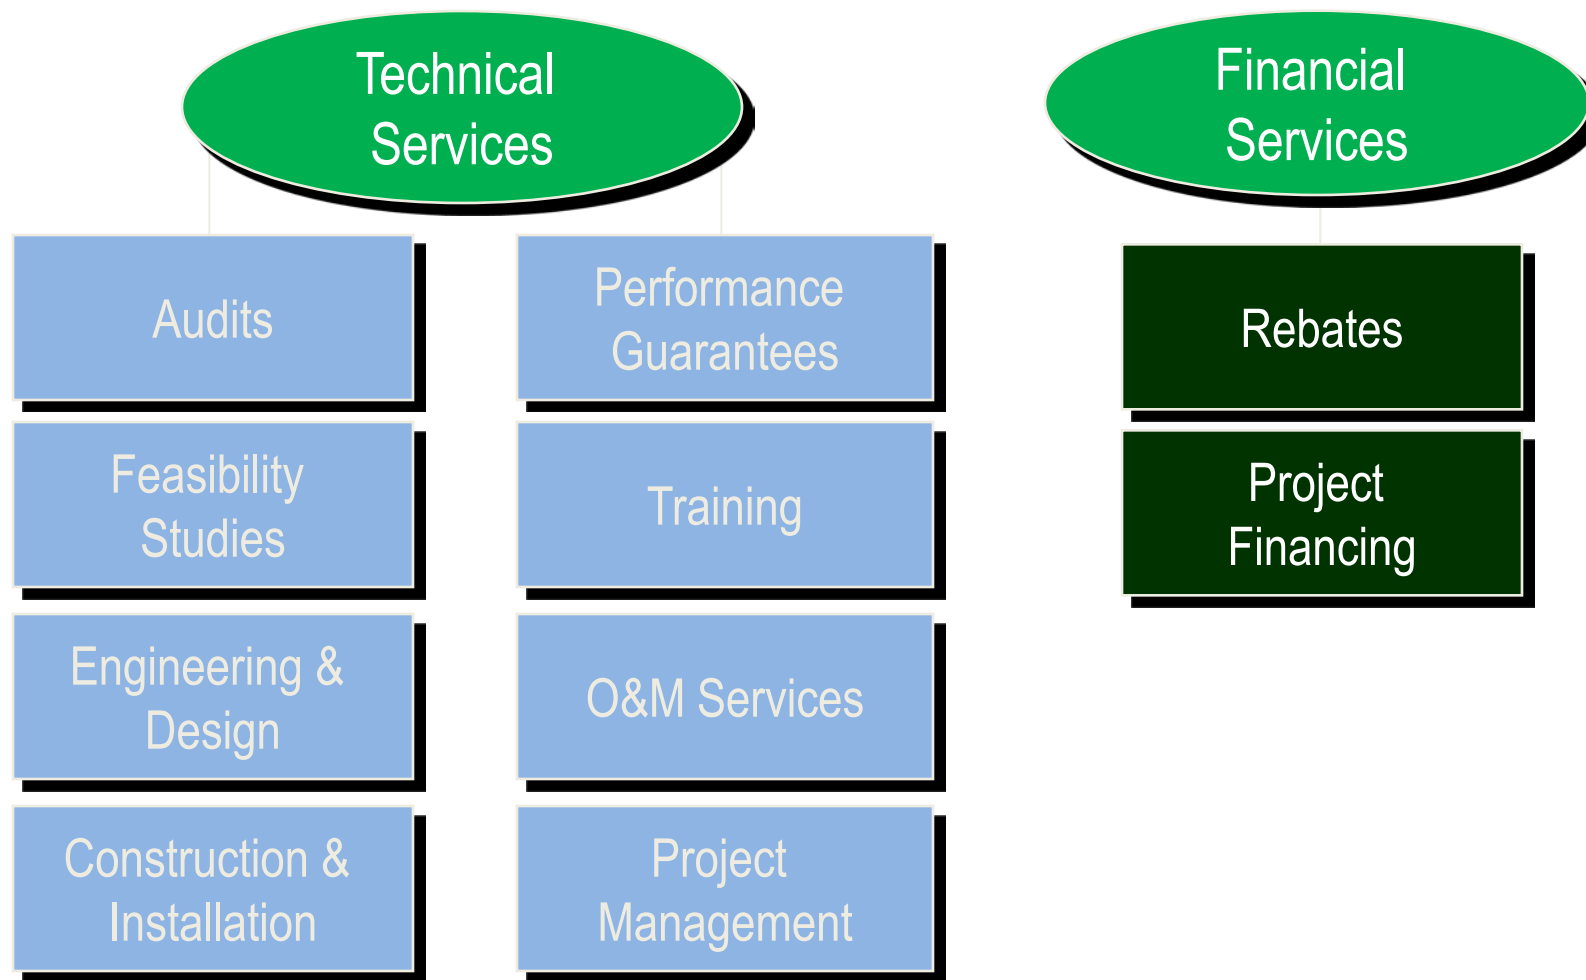 Technical
Services
Financial
Services
Audits
Performance
Guarantees
Rebates
Feasibility
Studies
Training
Project
Financing
Engineering &
Design
O&M Services
Construction &
Installation
Project
Management